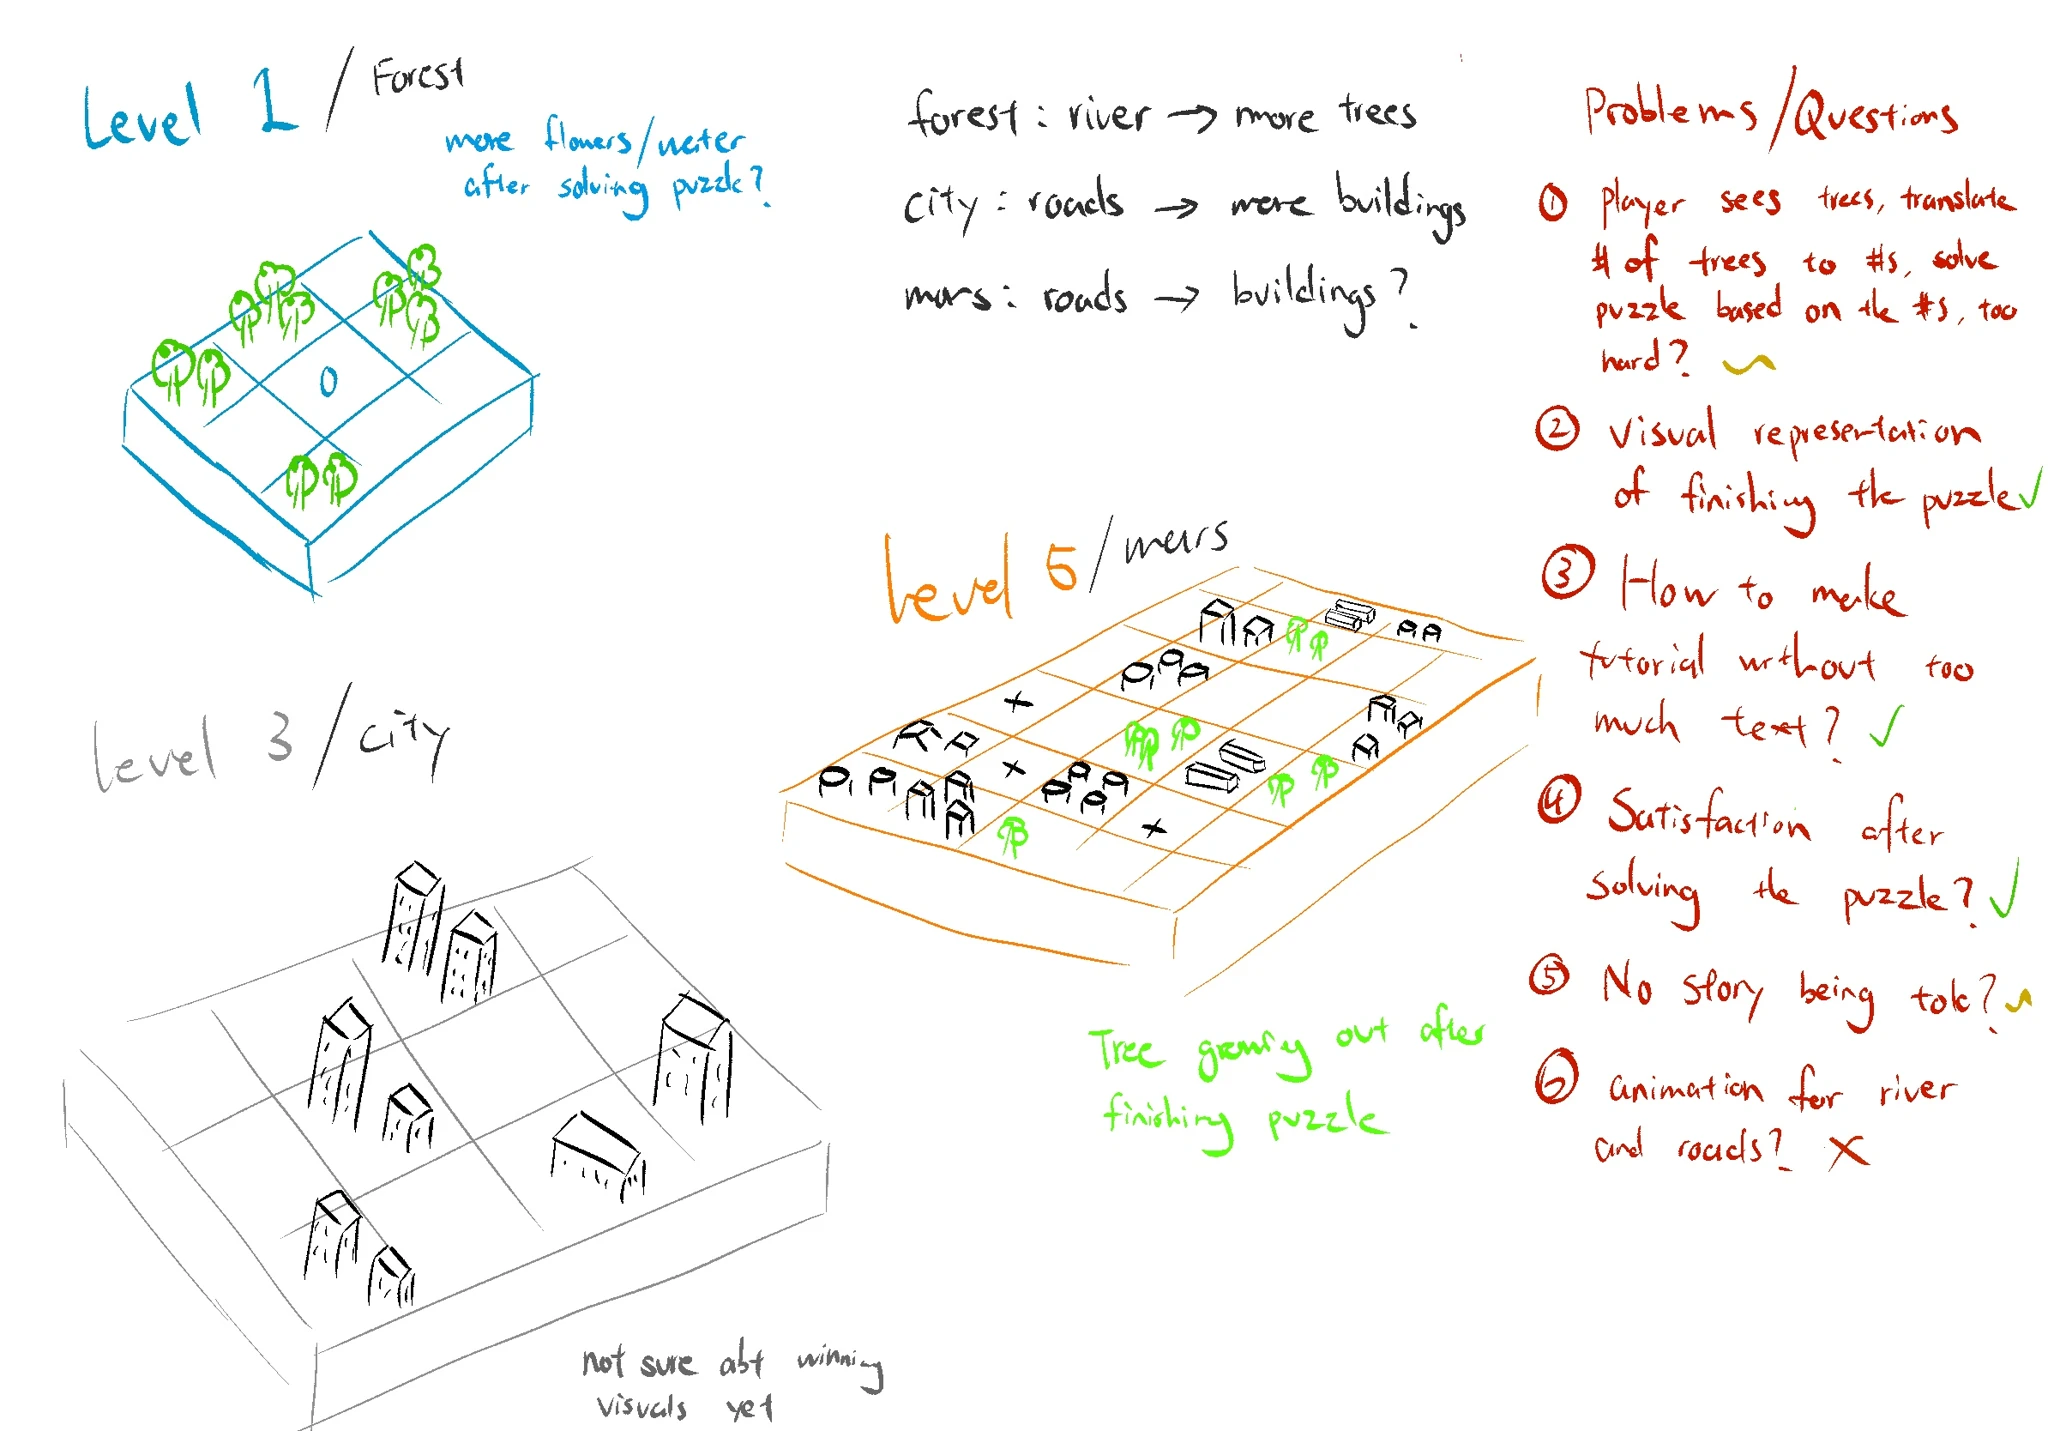 Level 1 / Forest
more flowers/water
after solving puzzle?
0
forest : river → more trees
city : roads → more buildings
mars : roads → buildings?
Level 3 / city
not sure abt winning
visuals yet
Level 5 / mars
Tree growing out after
finishing puzzle
Problems/Questions
① Player sees trees, translate
# of trees to #s, solve
puzzle based on the #s, too
hard? ~
② Visual representation
of finishing the puzzle ✓
③ How to make
tutorial without too
much text? ✓
④ Satisfaction after
solving the puzzle? ✓
⑤ No story being tolc? ~
⑥ animation for river
and roads? X